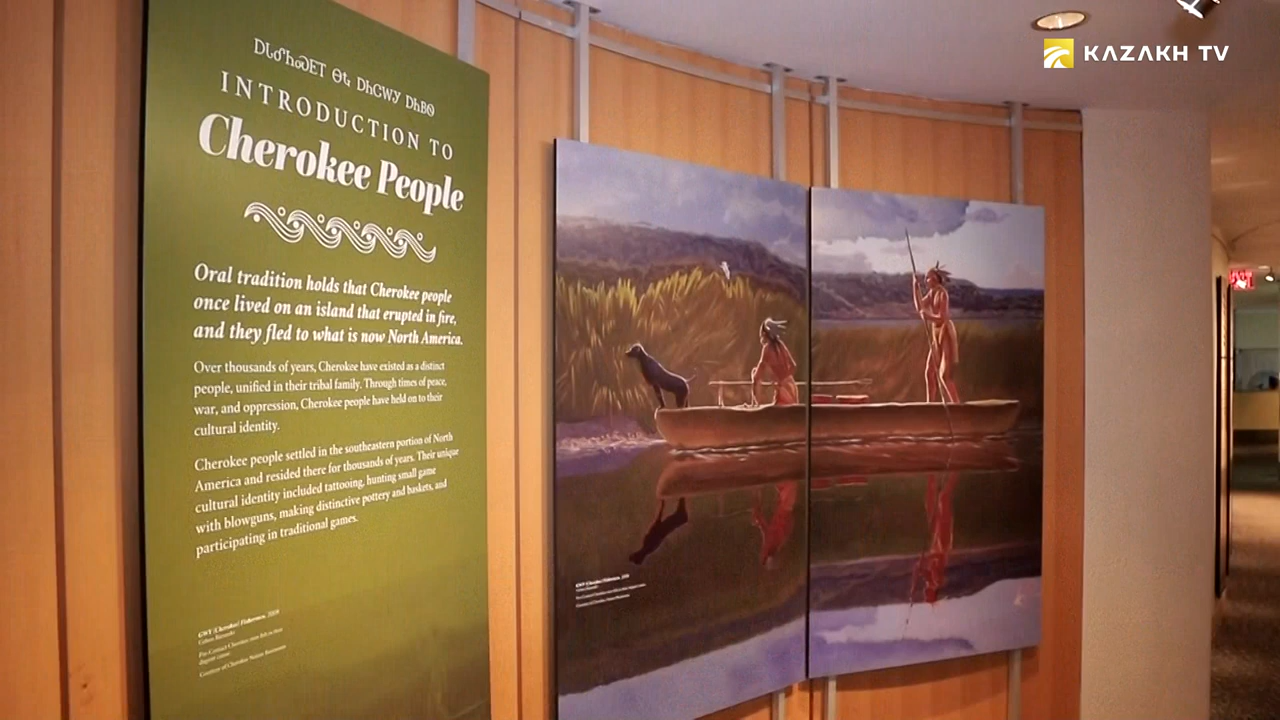 KAZAKH TV
INTRODUCTION TO
Cherokee People
Oral tradition holds that Cherokee people
once lived on an island that erupted in fire,
and they fled to what is now North America.
Over thousands of years, Cherokee have existed as a distinct
people, unified in their tribal family. Through times of peace,
war, and oppression, Cherokee people have held on to their
cultural identity.
Cherokee people settled in the southeastern portion of North
America and resided there for thousands of years. Their unique
cultural identity included tattooing, hunting small game
with blowguns, making distinctive pottery and baskets, and
participating in traditional games.